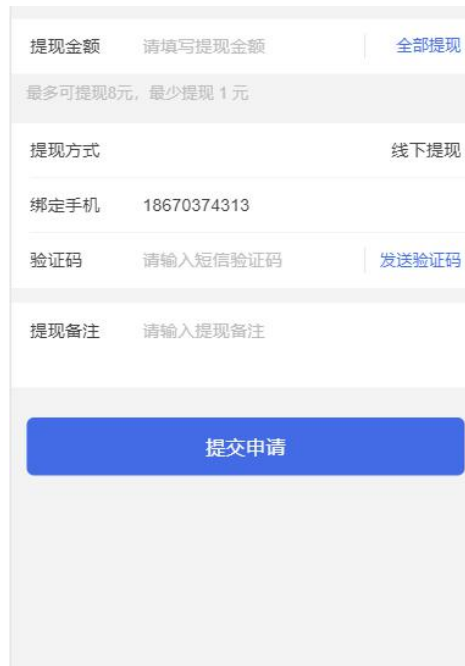 提现金额 请填写提现金额 全部提现
最多可提现8元，最少提现 1 元
提现方式 线下提现
绑定手机 18670374313
验证码 请输入短信验证码 发送验证码
提现备注 请输入提现备注
提交申请